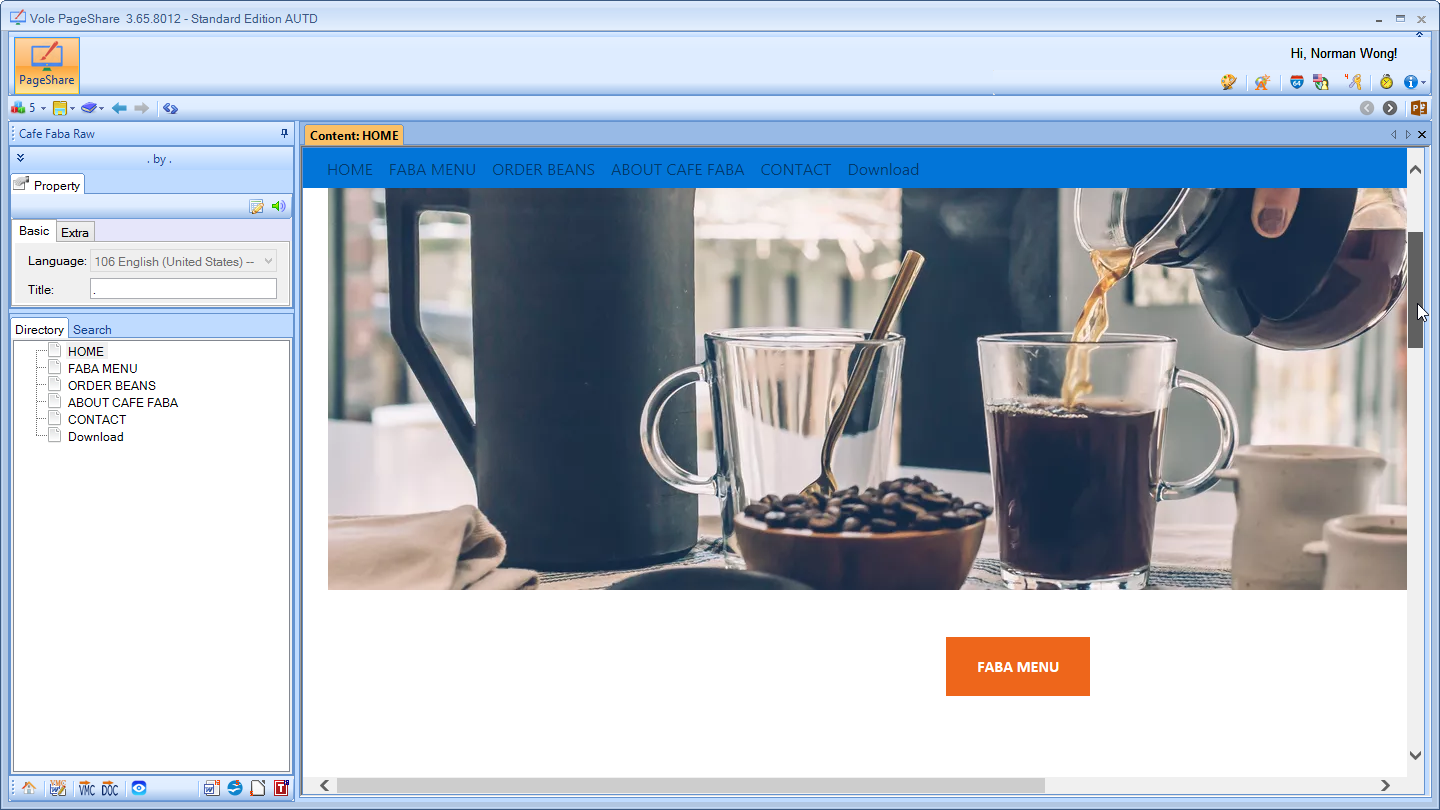 Vole PageShare 3.65.8012 - Standard Edition AUTD
Hi, Norman Wong!
PageShare
5
Cafe Faba Raw
. by .
Property
Basic
Extra
Language:
106 English (United States) --
Title:
.
Directory
Search
HOME
FABA MENU
ORDER BEANS
ABOUT CAFE FABA
CONTACT
Download
VMC
DOC
Content: HOME
HOME FABA MENU ORDER BEANS ABOUT CAFE FABA CONTACT Download
FABA MENU